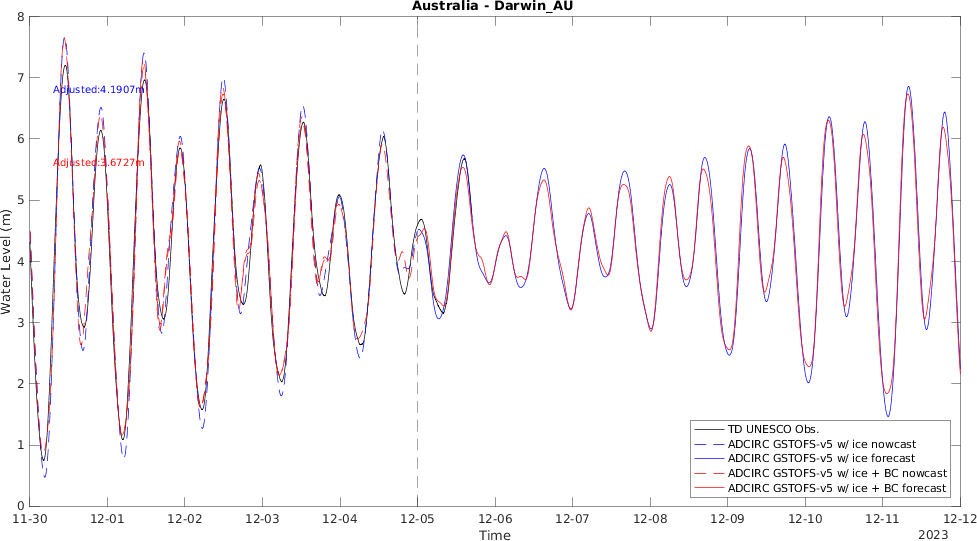 Australia - Darwin_AU
8
7
Adjusted:4.1907m
6
Adjusted:3.6727m
5
4
Water Level (m)
3
2
1
0
TD UNESCO Obs.
ADCIRC GSTOFS-v5 w/ ice nowcast
ADCIRC GSTOFS-v5 w/ ice forecast
ADCIRC GSTOFS-v5 w/ ice + BC nowcast
ADCIRC GSTOFS-v5 w/ ice + BC forecast
11-30 12-01 12-02 12-03 12-04 12-05 12-06 12-07 12-08 12-09 12-10 12-11 12-12
Time
2023